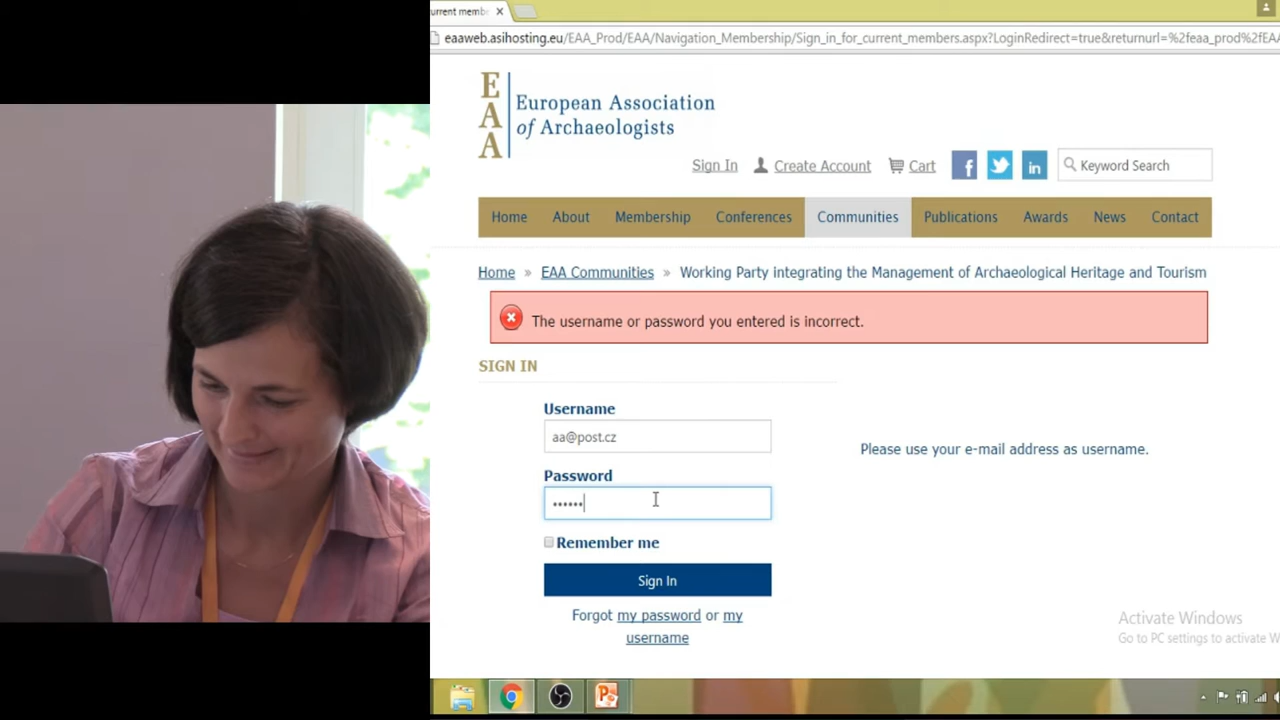 urrent memb
eaaweb.asihosting.eu/EAA_Prod/EAA/Navigation_Membership/Sign_in_for_current_members.aspx?LoginRedirect=true&returnurl=%2feaa_prod%2fEAA
E
A
A
European Association
of Archaeologists
Sign In Create Account Cart f in Keyword Search
Home About Membership Conferences Communities Publications Awards News Contact
Home » EAA Communities » Working Party integrating the Management of Archaeological Heritage and Tourism
The username or password you entered is incorrect.
SIGN IN
Username
aa@post.cz
Please use your e-mail address as username.
Password
••••••
Remember me
Sign In
Forgot my password or my
username
Activate Windows
Go to PC settings to activate W